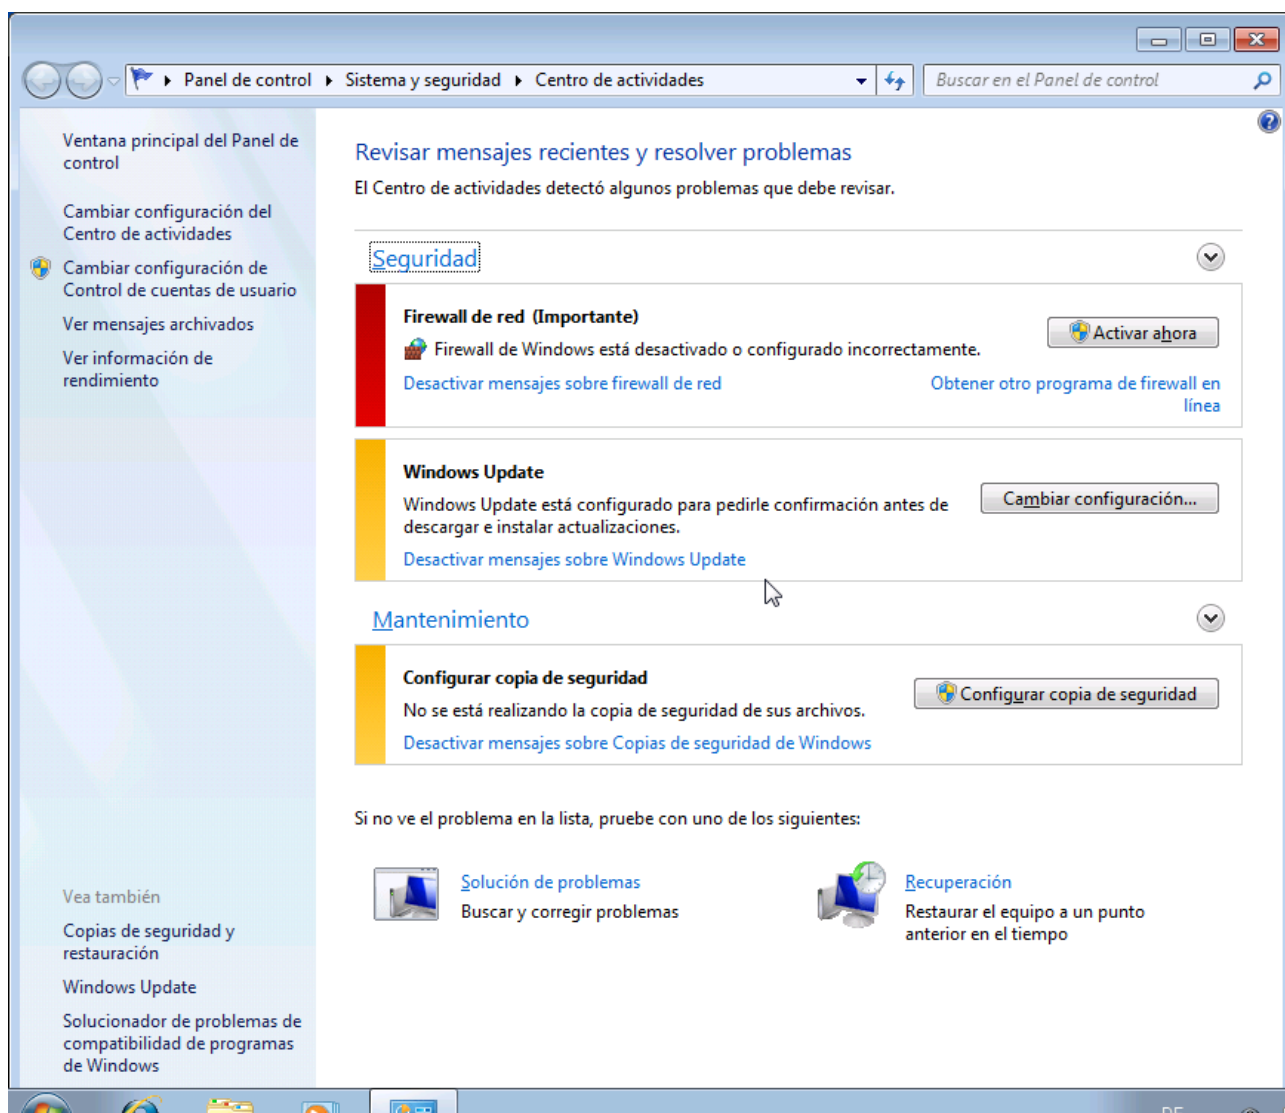 Panel de control ▸ Sistema y seguridad ▸ Centro de actividades
Buscar en el Panel de control
Ventana principal del Panel de
control
Cambiar configuración del
Centro de actividades
Cambiar configuración de
Control de cuentas de usuario
Ver mensajes archivados
Ver información de
rendimiento
Vea también
Copias de seguridad y
restauración
Windows Update
Solucionador de problemas de
compatibilidad de programas
de Windows
Revisar mensajes recientes y resolver problemas
El Centro de actividades detectó algunos problemas que debe revisar.
Seguridad
Firewall de red (Importante)
Firewall de Windows está desactivado o configurado incorrectamente.
Activar ahora
Desactivar mensajes sobre firewall de red
Obtener otro programa de firewall en
línea
Windows Update
Windows Update está configurado para pedirle confirmación antes de
descargar e instalar actualizaciones.
Cambiar configuración...
Desactivar mensajes sobre Windows Update
Mantenimiento
Configurar copia de seguridad
No se está realizando la copia de seguridad de sus archivos.
Configurar copia de seguridad
Desactivar mensajes sobre Copias de seguridad de Windows
Si no ve el problema en la lista, pruebe con uno de los siguientes:
Solución de problemas
Buscar y corregir problemas
Recuperación
Restaurar el equipo a un punto
anterior en el tiempo